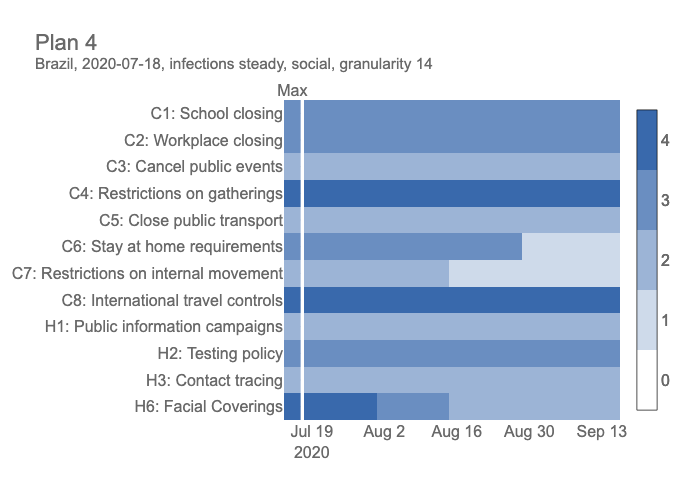 Plan 4
Brazil, 2020-07-18, infections steady, social, granularity 14
Max
C1: School closing
C2: Workplace closing
C3: Cancel public events
C4: Restrictions on gatherings
C5: Close public transport
C6: Stay at home requirements
C7: Restrictions on internal movement
C8: International travel controls
H1: Public information campaigns
H2: Testing policy
H3: Contact tracing
H6: Facial Coverings
Jul 19 Aug 2 Aug 16 Aug 30 Sep 13
2020
4
3
2
1
0